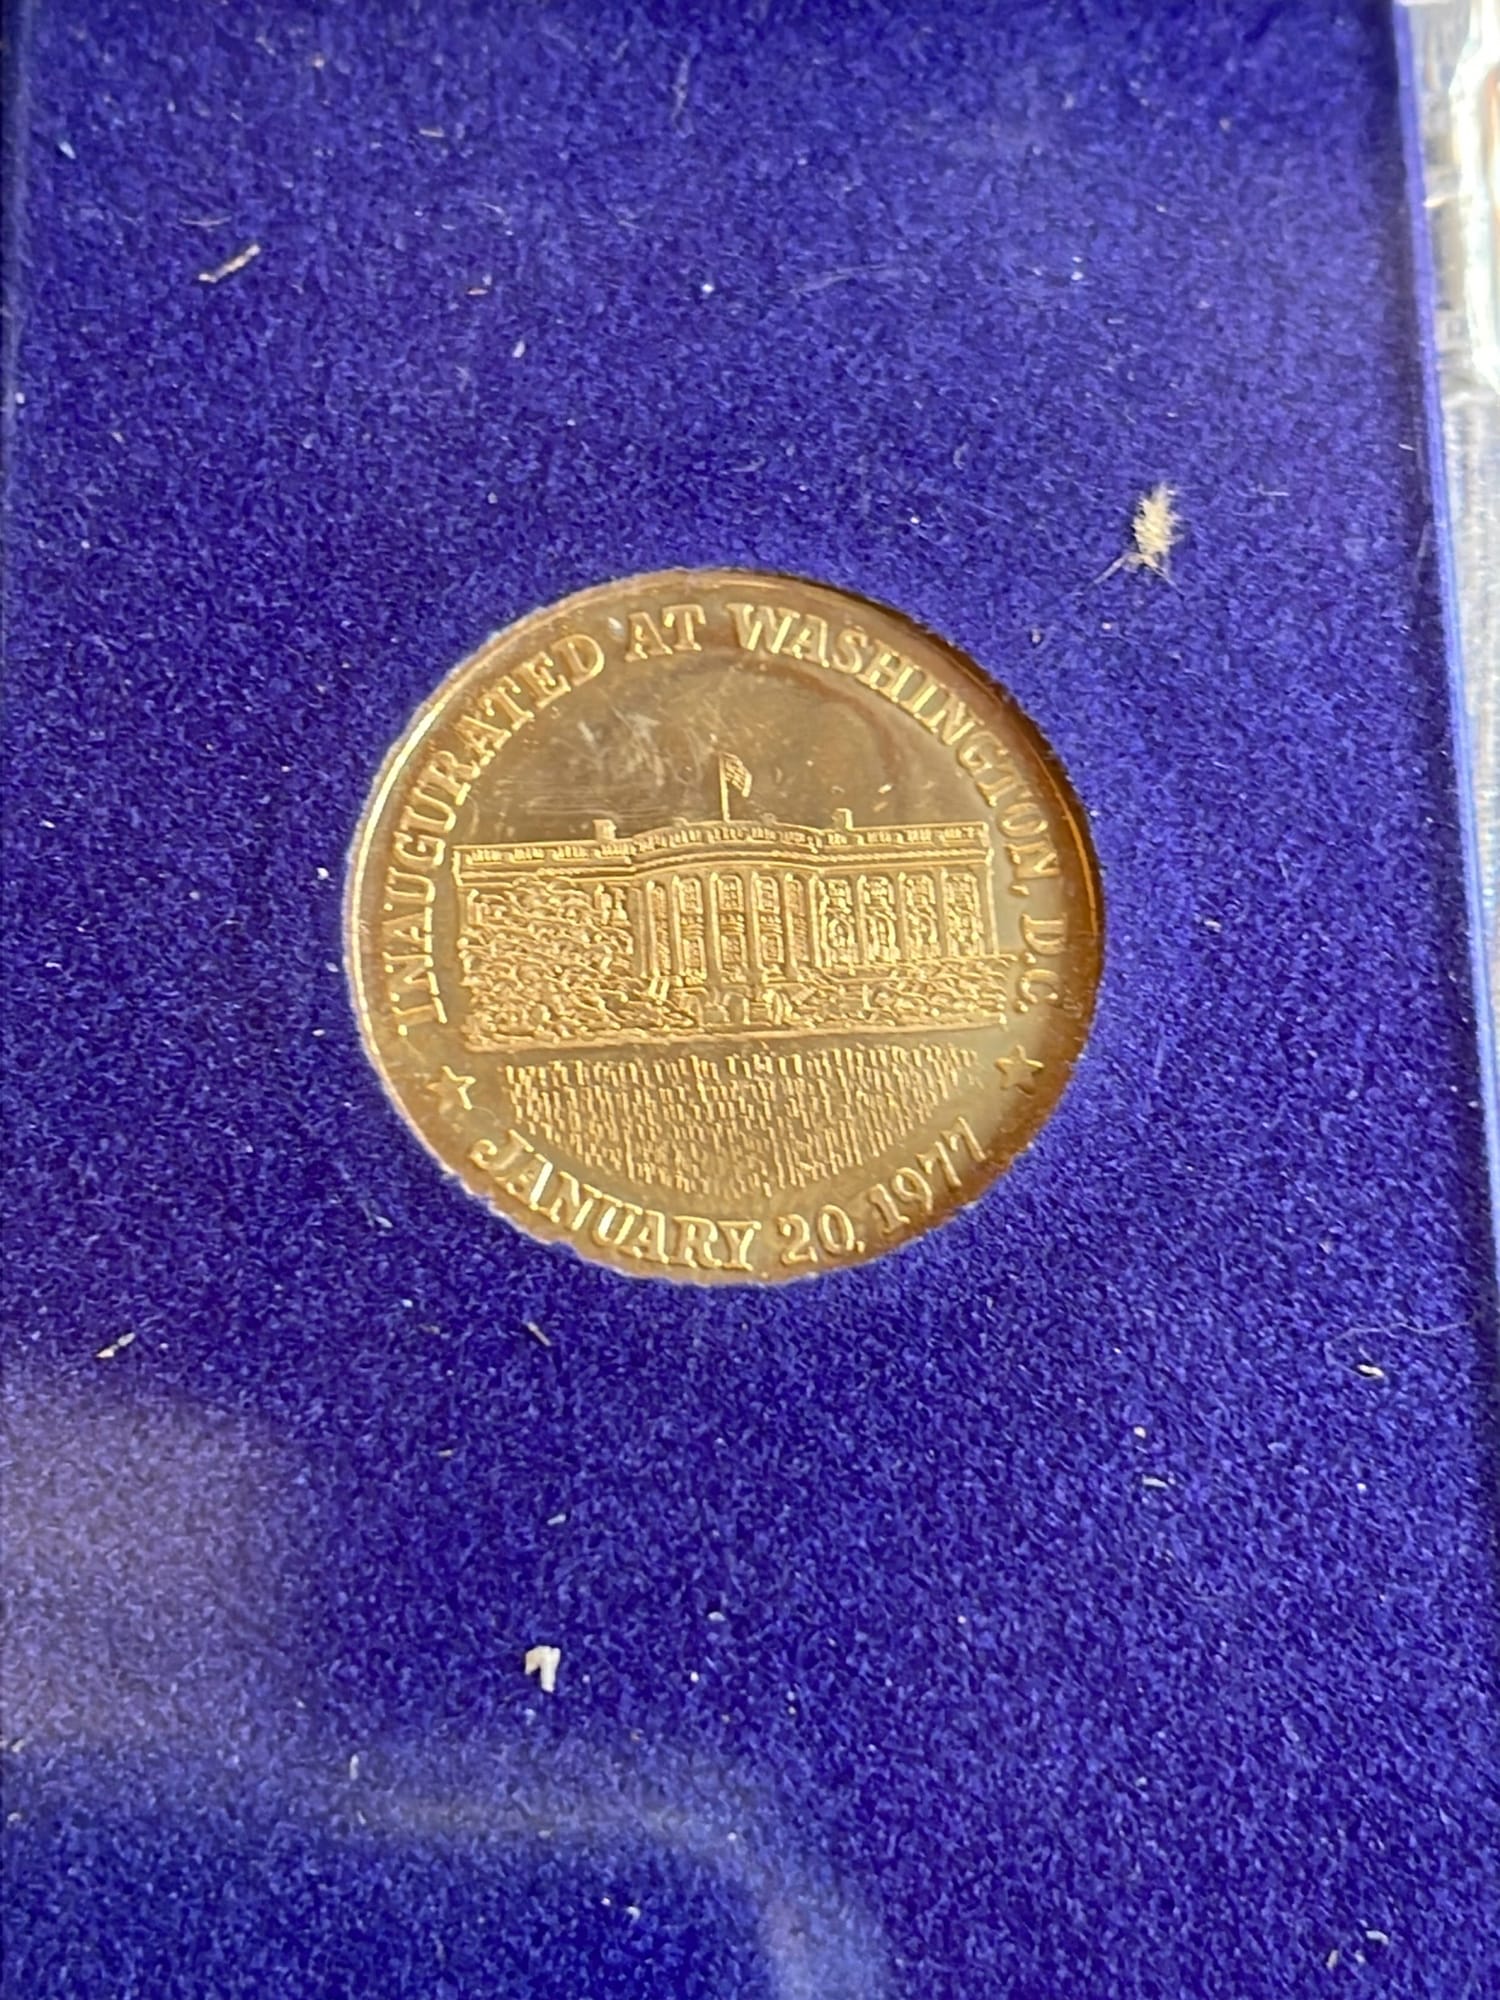 INAUGURATED AT WASHINGTON, D.C.
JANUARY 20, 1977